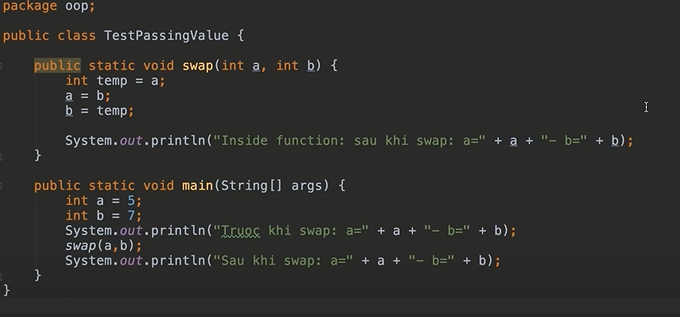 package oop;
public class TestPassingValue {
public static void swap(int a, int b) {
int temp = a;
a = b;
b = temp;
System.out.println("Inside function: sau khi swap: a=" + a + "- b=" + b);
}
public static void main(String[] args) {
int a = 5;
int b = 7;
System.out.println("Truoc khi swap: a=" + a + "- b=" + b);
swap(a,b);
System.out.println("Sau khi swap: a=" + a + "- b=" + b);
}
}